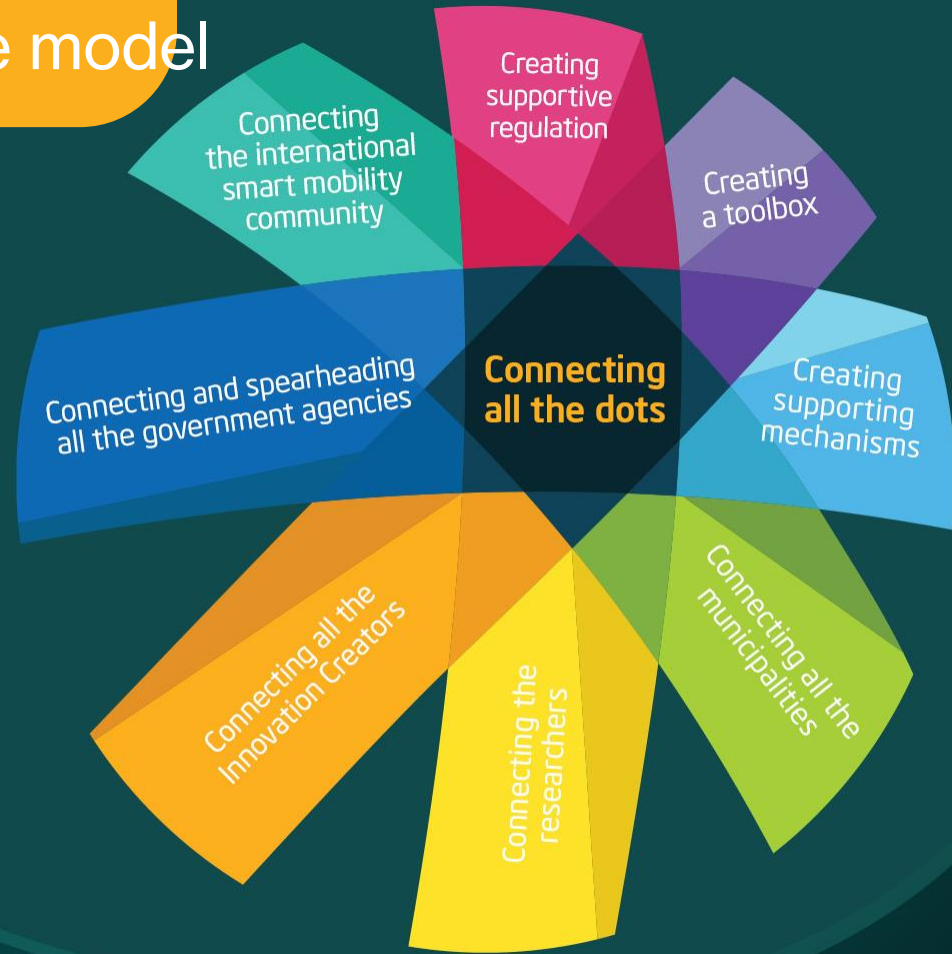 e model
Creating
supportive
regulation
Connecting
the international
smart mobility
community
Creating
a toolbox
Connecting and spearheading
all the government agencies
Connecting
all the dots
Creating
supporting
mechanisms
Connecting all the
Innovation Creators
Connecting the
researchers
Connecting all the
municipalities